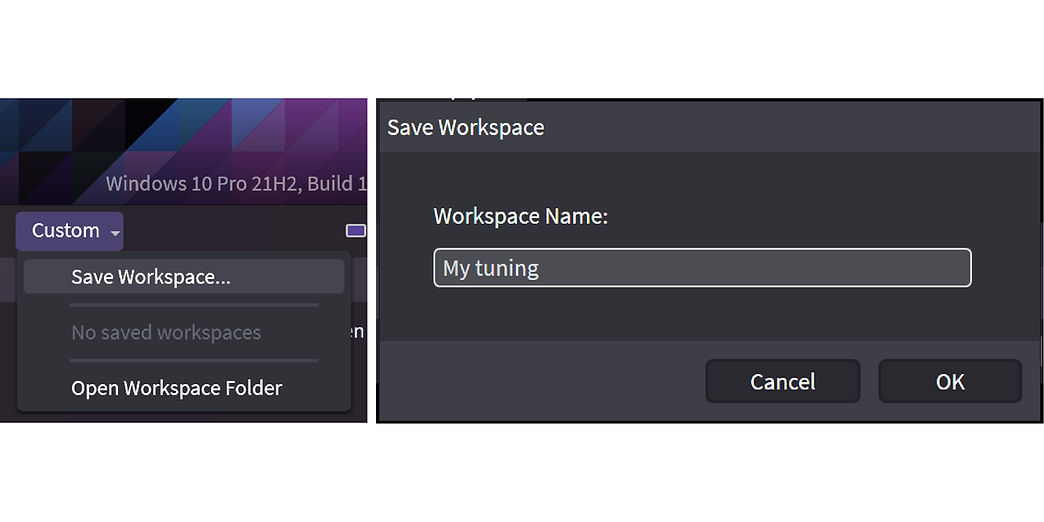 Windows 10 Pro 21H2, Build 1
Custom
Save Workspace...
No saved workspaces
en
Open Workspace Folder
Save Workspace
Workspace Name:
My tuning
Cancel
OK